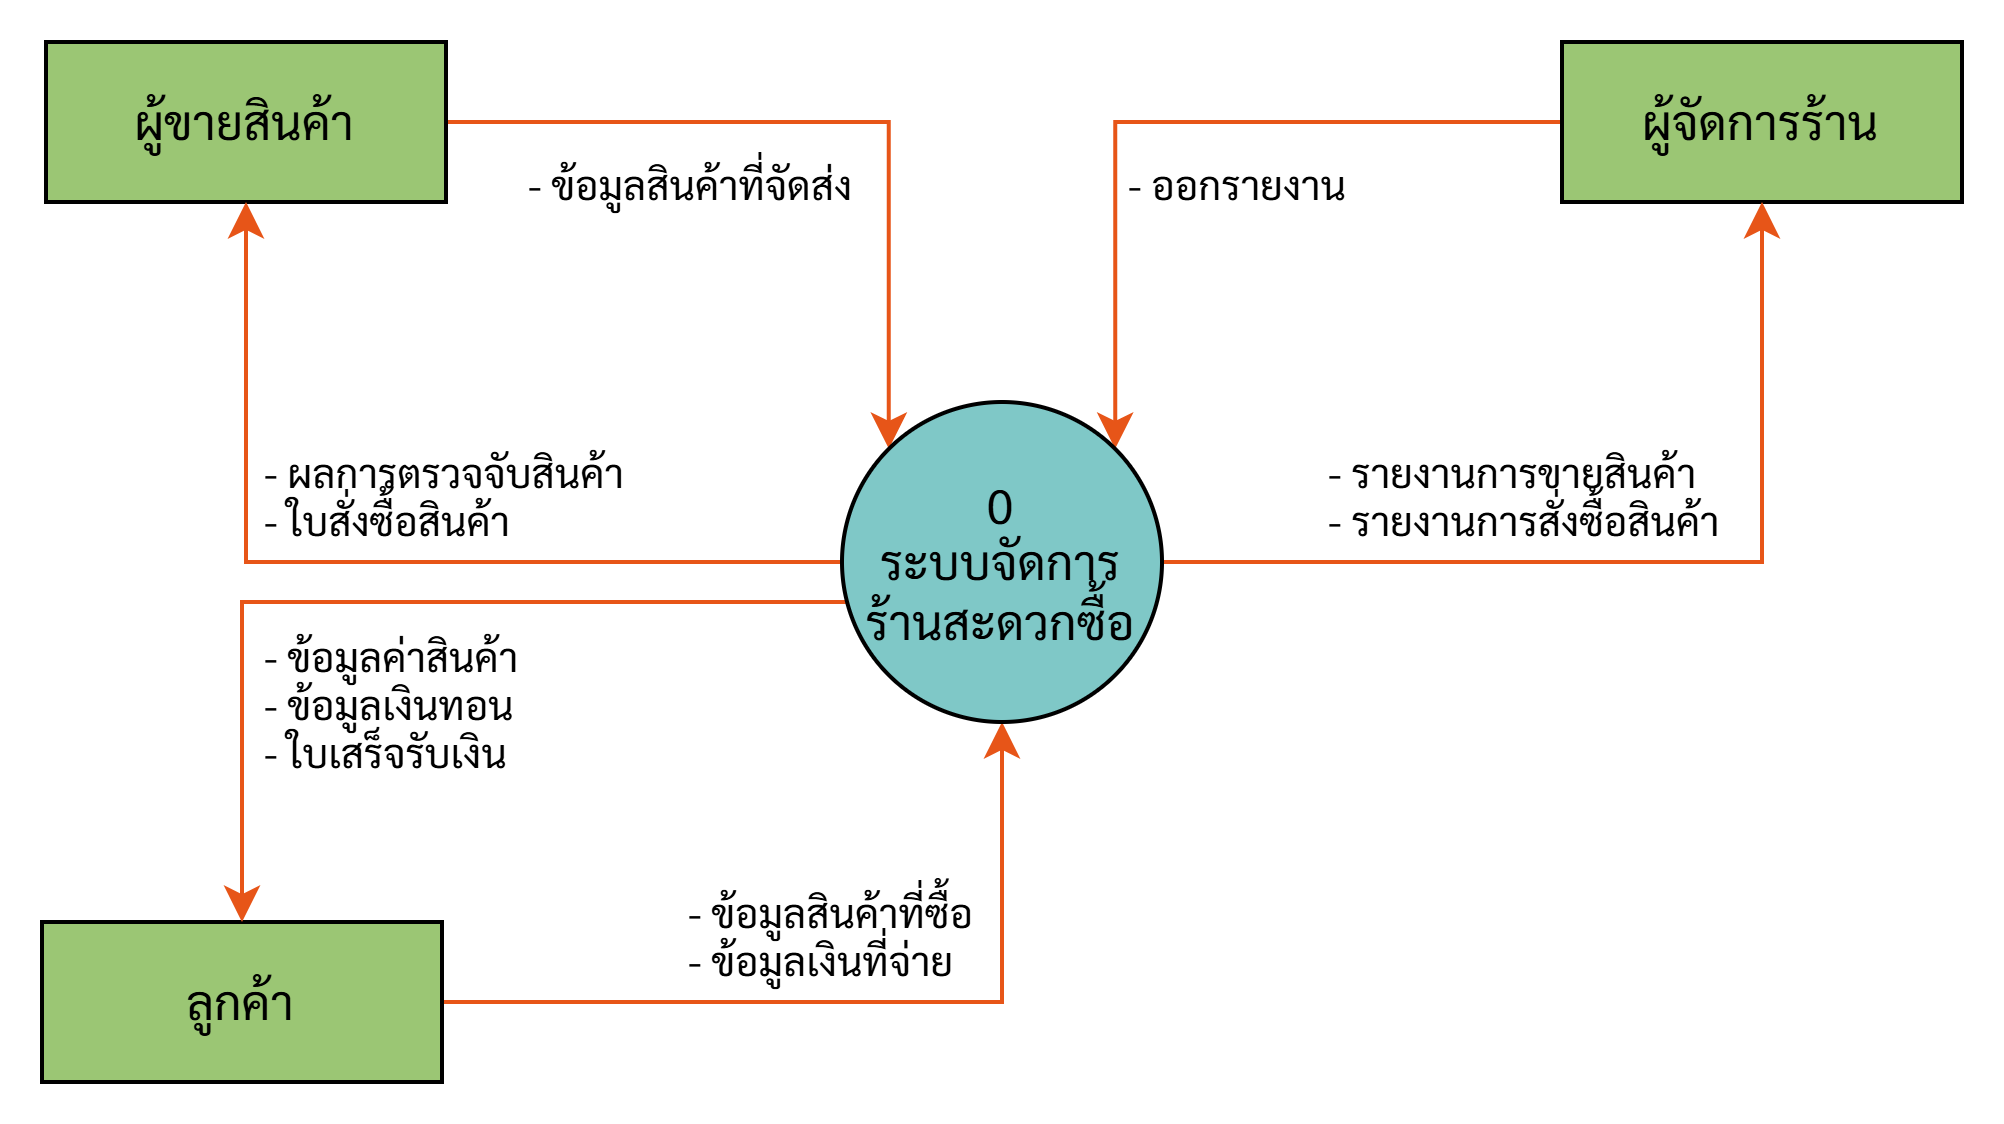 ผู้ขายสินค้า
ผู้จัดการร้าน
- ข้อมูลสินค้าที่จัดส่ง
- ออกรายงาน
- ผลการตรวจจับสินค้า
- ใบสั่งซื้อสินค้า
- รายงานการขายสินค้า
- รายงานการสั่งซื้อสินค้า
0
ระบบจัดการ
ร้านสะดวกซื้อ
- ข้อมูลค่าสินค้า
- ข้อมูลเงินทอน
- ใบเสร็จรับเงิน
- ข้อมูลสินค้าที่ซื้อ
- ข้อมูลเงินที่จ่าย
ลูกค้า